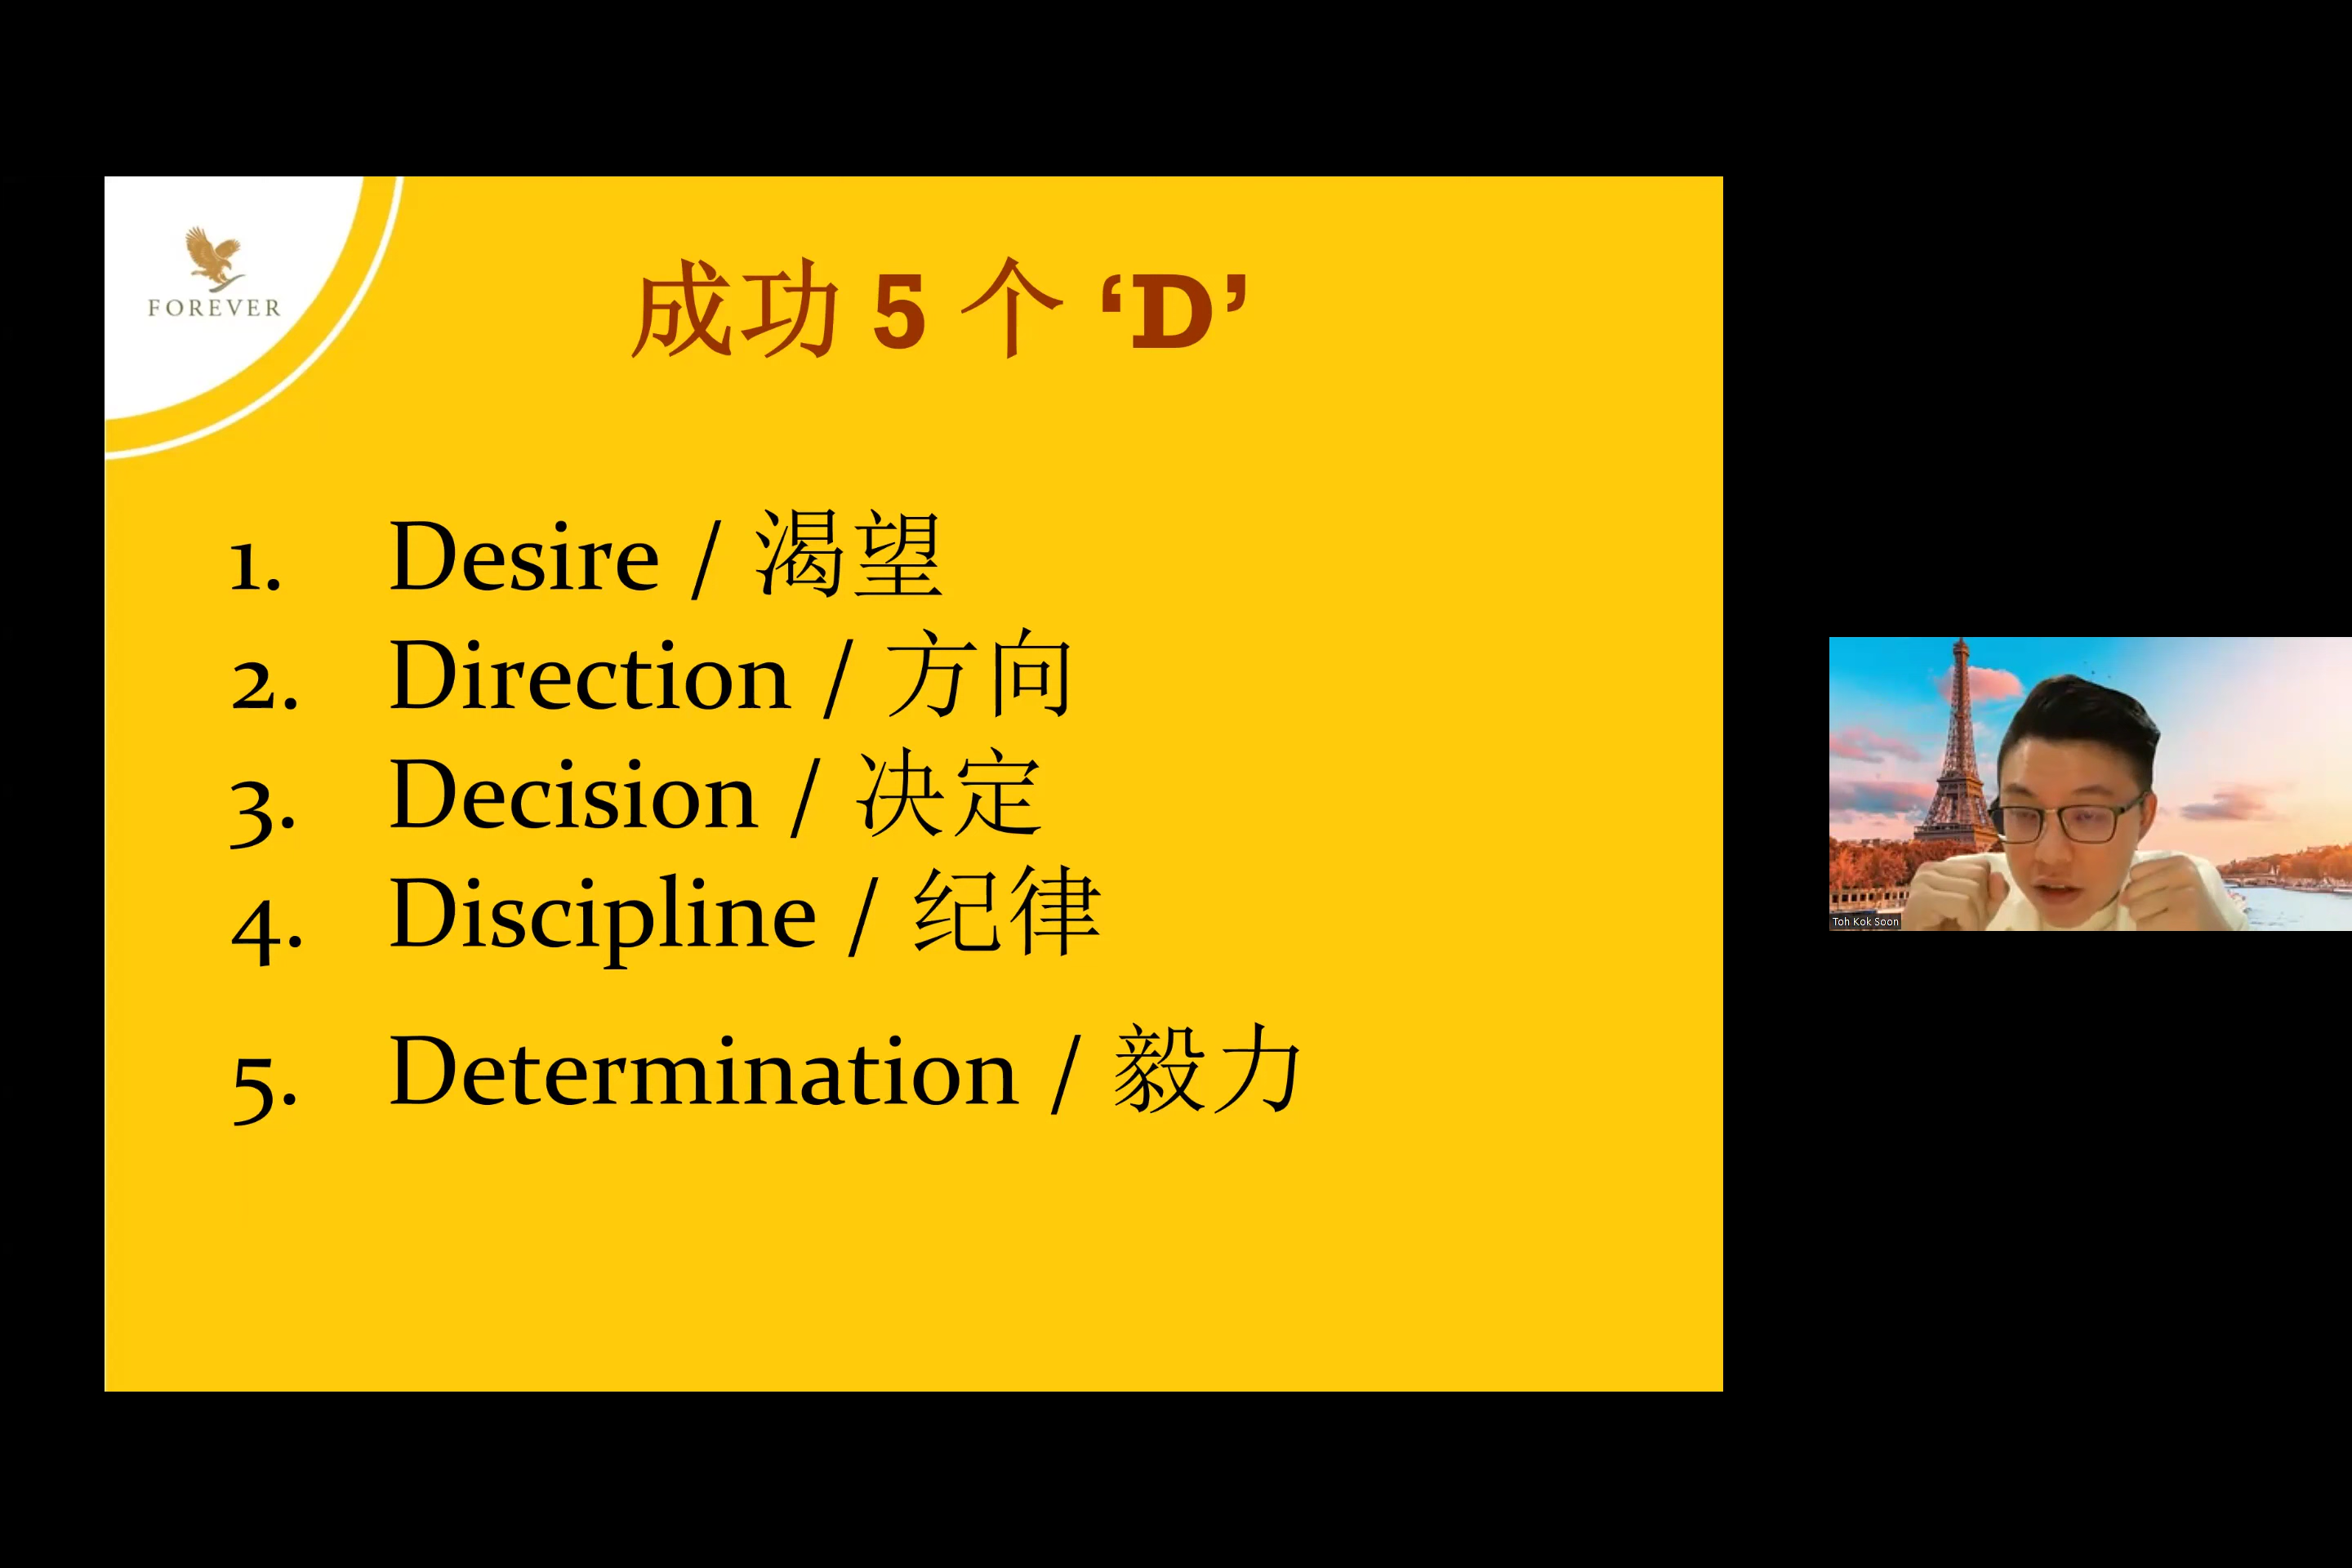 FOREVER
成功 5 个 ‘D’
1. Desire / 渴望
2. Direction / 方向
3. Decision / 决定
4. Discipline / 纪律
5. Determination / 毅力
Toh Kok Soon